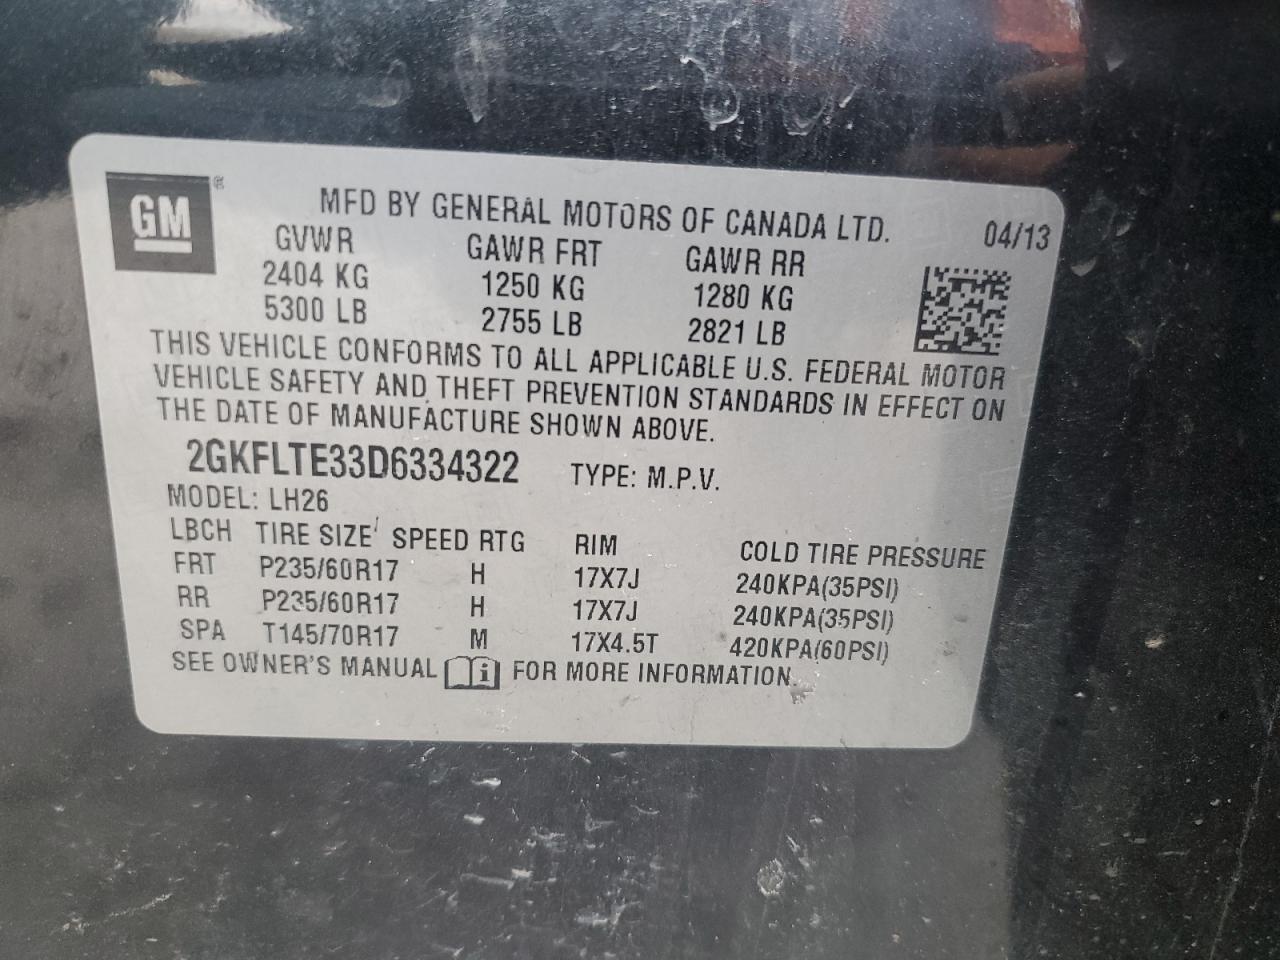 GM®
MFD BY GENERAL MOTORS OF CANADA LTD. 04/13
GVWR GAWR FRT GAWR RR
2404 KG 1250 KG 1280 KG
5300 LB 2755 LB 2821 LB
THIS VEHICLE CONFORMS TO ALL APPLICABLE U.S. FEDERAL MOTOR
VEHICLE SAFETY AND THEFT PREVENTION STANDARDS IN EFFECT ON
THE DATE OF MANUFACTURE SHOWN ABOVE.
2GKFLTE33D6334322 TYPE: M.P.V.
MODEL: LH26
LBCH TIRE SIZE SPEED RTG RIM COLD TIRE PRESSURE
FRT P235/60R17 H 17X7J 240KPA(35PSI)
RR P235/60R17 H 17X7J 240KPA(35PSI)
SPA T145/70R17 M 17X4.5T 420KPA(60PSI)
SEE OWNER'S MANUAL i FOR MORE INFORMATION.